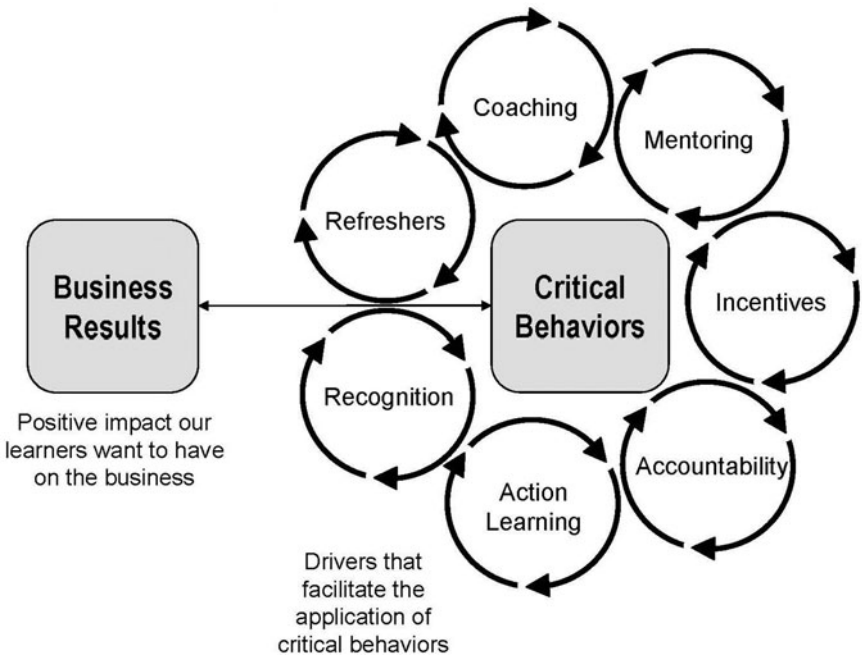 Coaching
Mentoring
Refreshers
Business
Results
Critical
Behaviors
Incentives
Recognition
Positive impact our
learners want to have
on the business
Accountability
Action
Learning
Drivers that
facilitate the
application of
critical behaviors